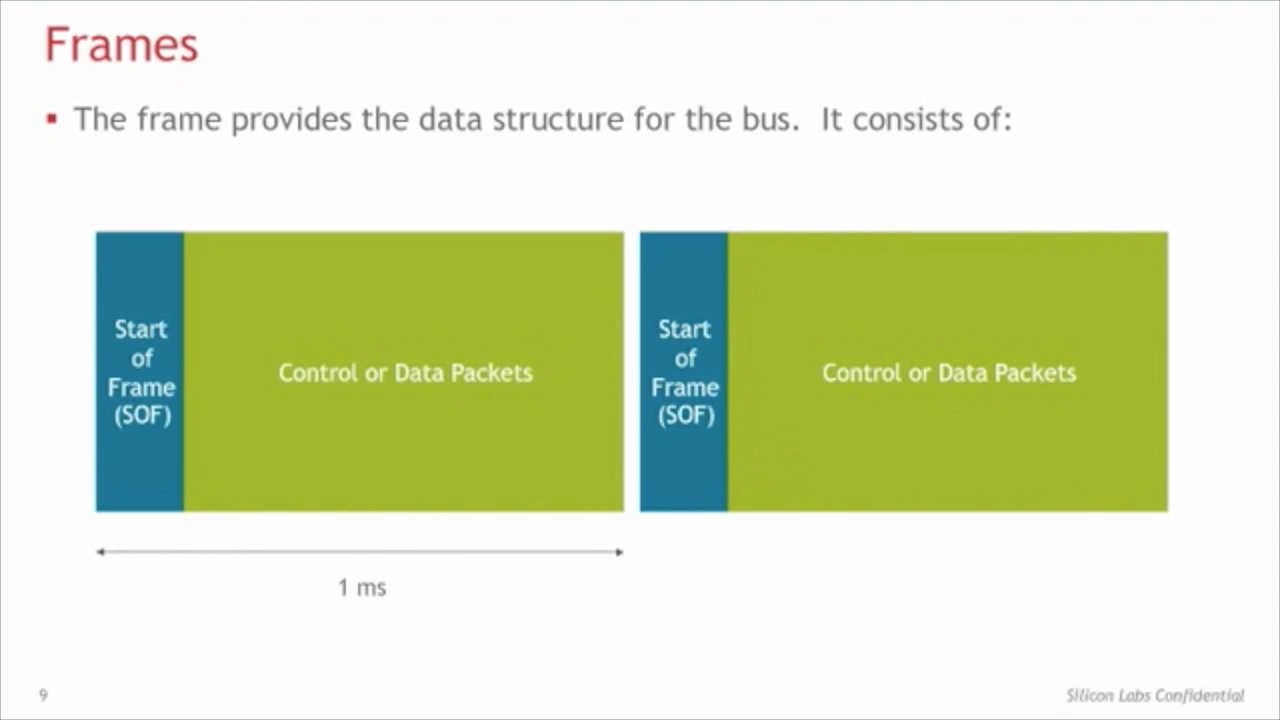 Frames
▪ The frame provides the data structure for the bus. It consists of:
Start
of
Frame
(SOF)
Control or Data Packets
Start
of
Frame
(SOF)
Control or Data Packets
1 ms
9
Silicon Labs Confidential